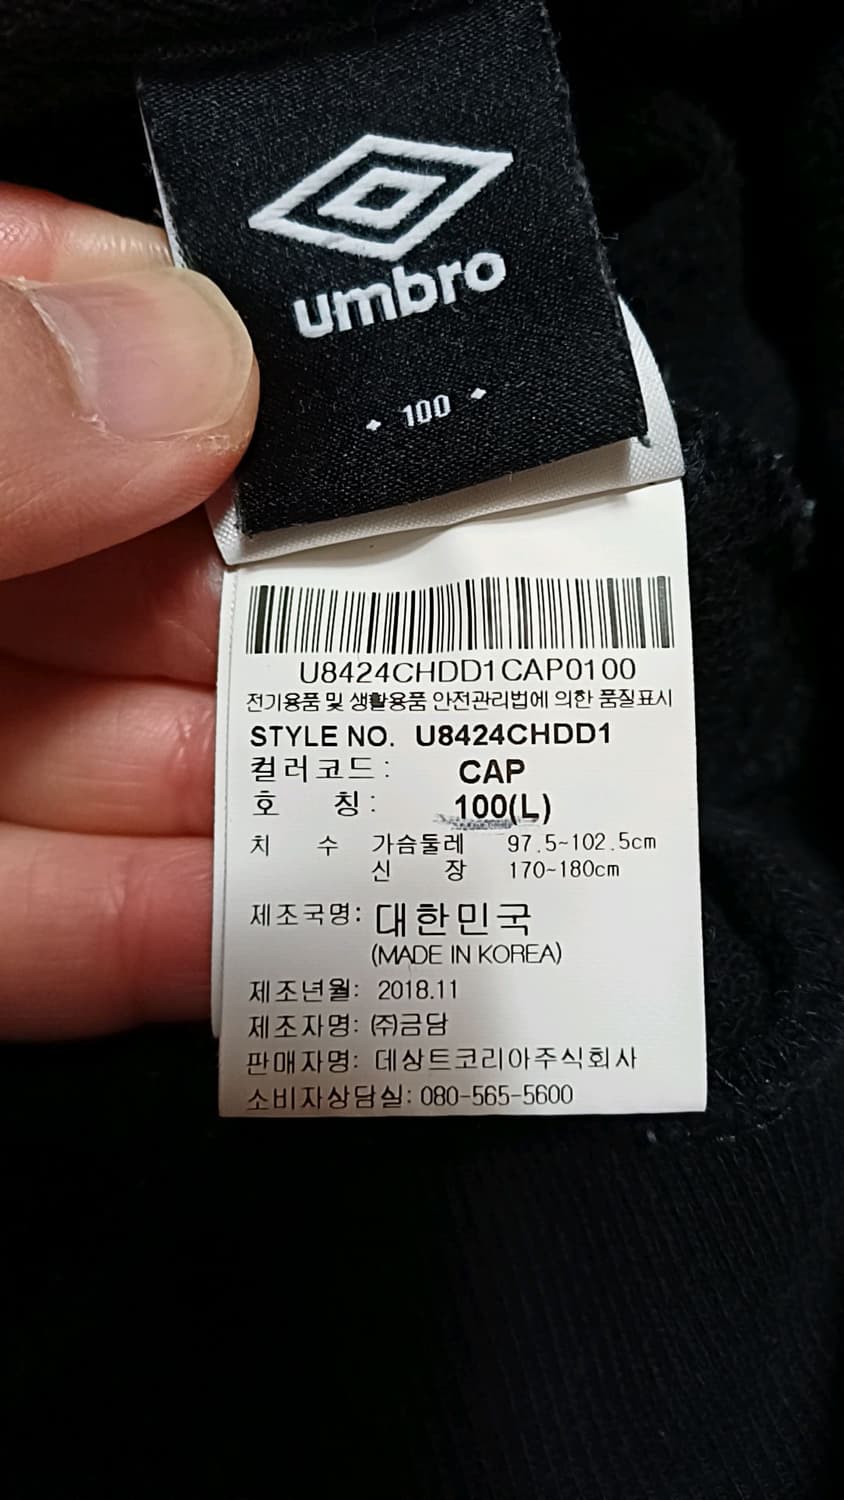 umbro
100
U8424CHDD1CAP0100
전기용품 및 생활용품 안전관리법에 의한 품질표시
STYLE NO. U8424CHDD1
컬러코드: CAP
호 칭: 100(L)
치 수 가슴둘레 97.5~102.5cm
신 장 170~180cm
제조국명: 대한민국
(MADE IN KOREA)
제조년월: 2018.11
제조자명: ㈜금담
판매자명: 데상트코리아주식회사
소비자상담실: 080-565-5600